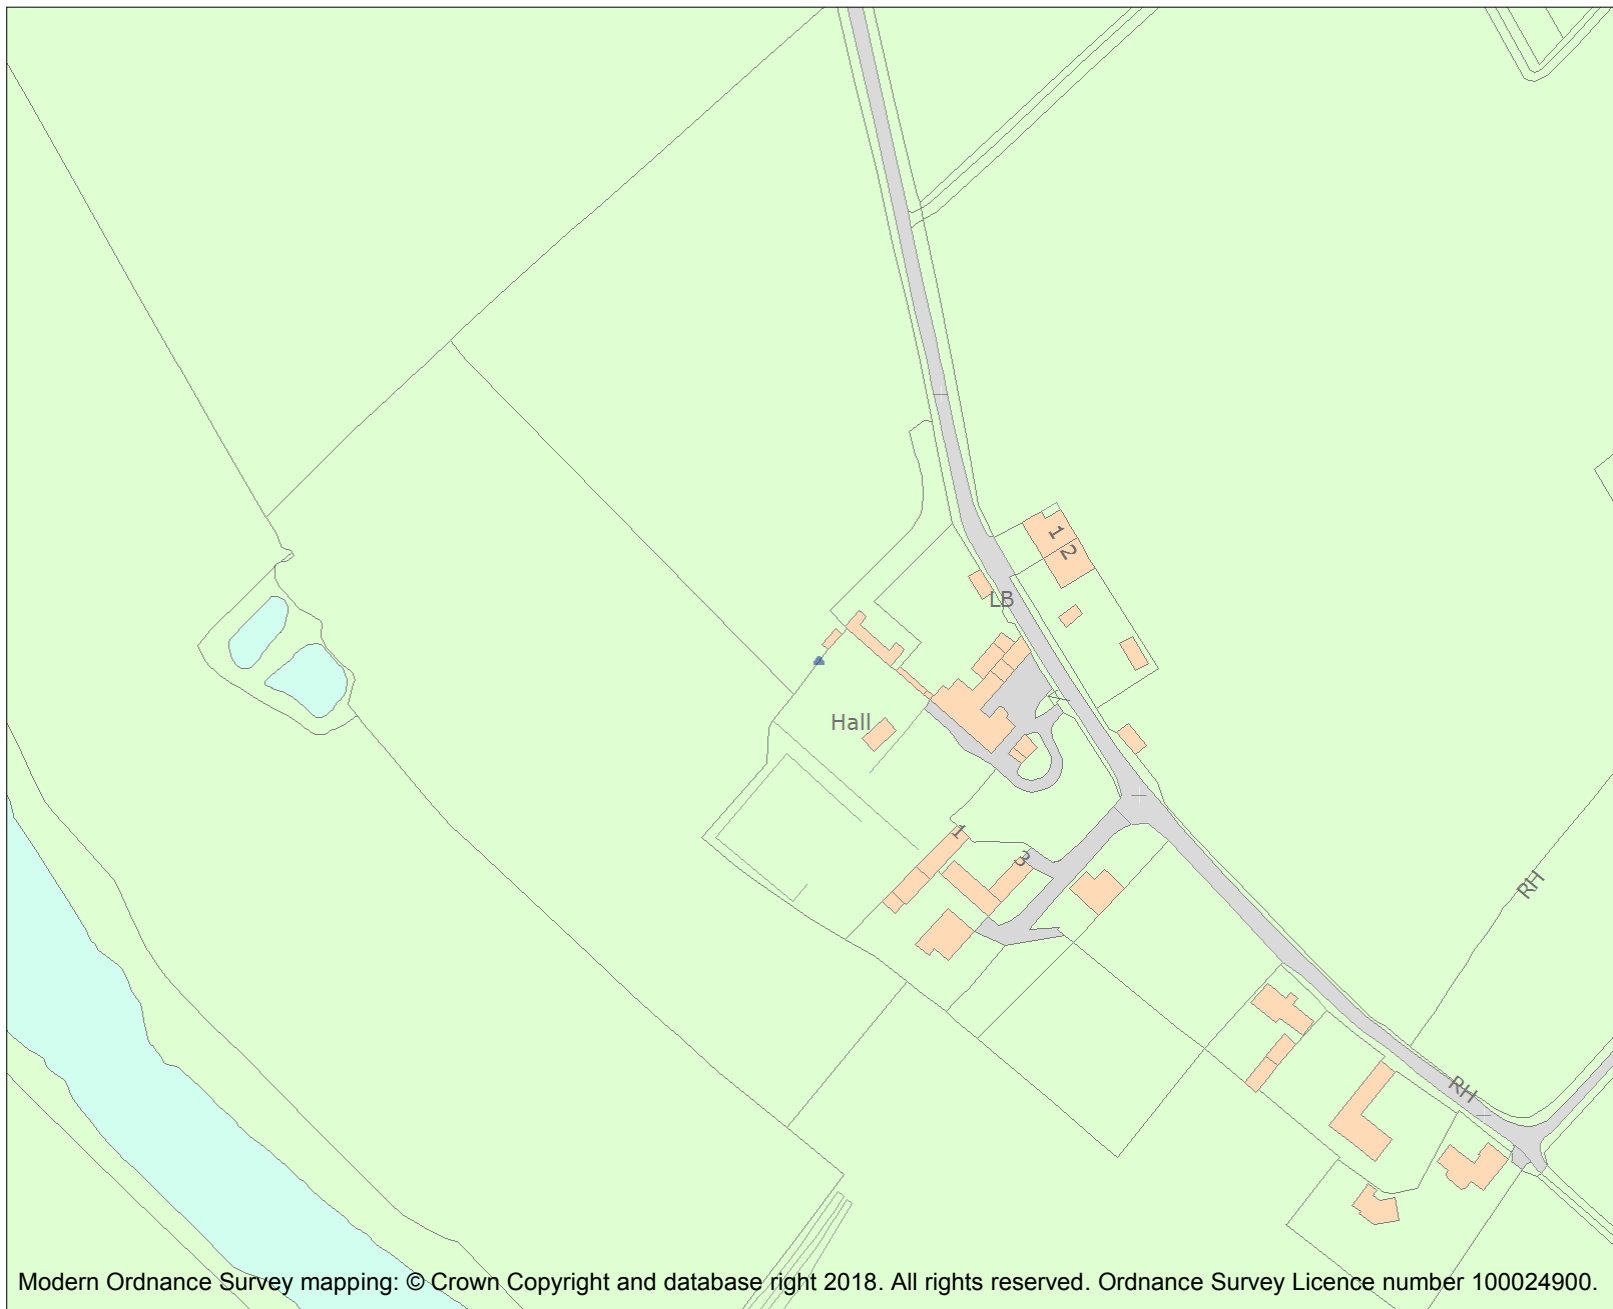 1
2
LB
Hall
1
3
RH
RH
Modern Ordnance Survey mapping: © Crown Copyright and database right 2018. All rights reserved. Ordnance Survey Licence number 100024900.